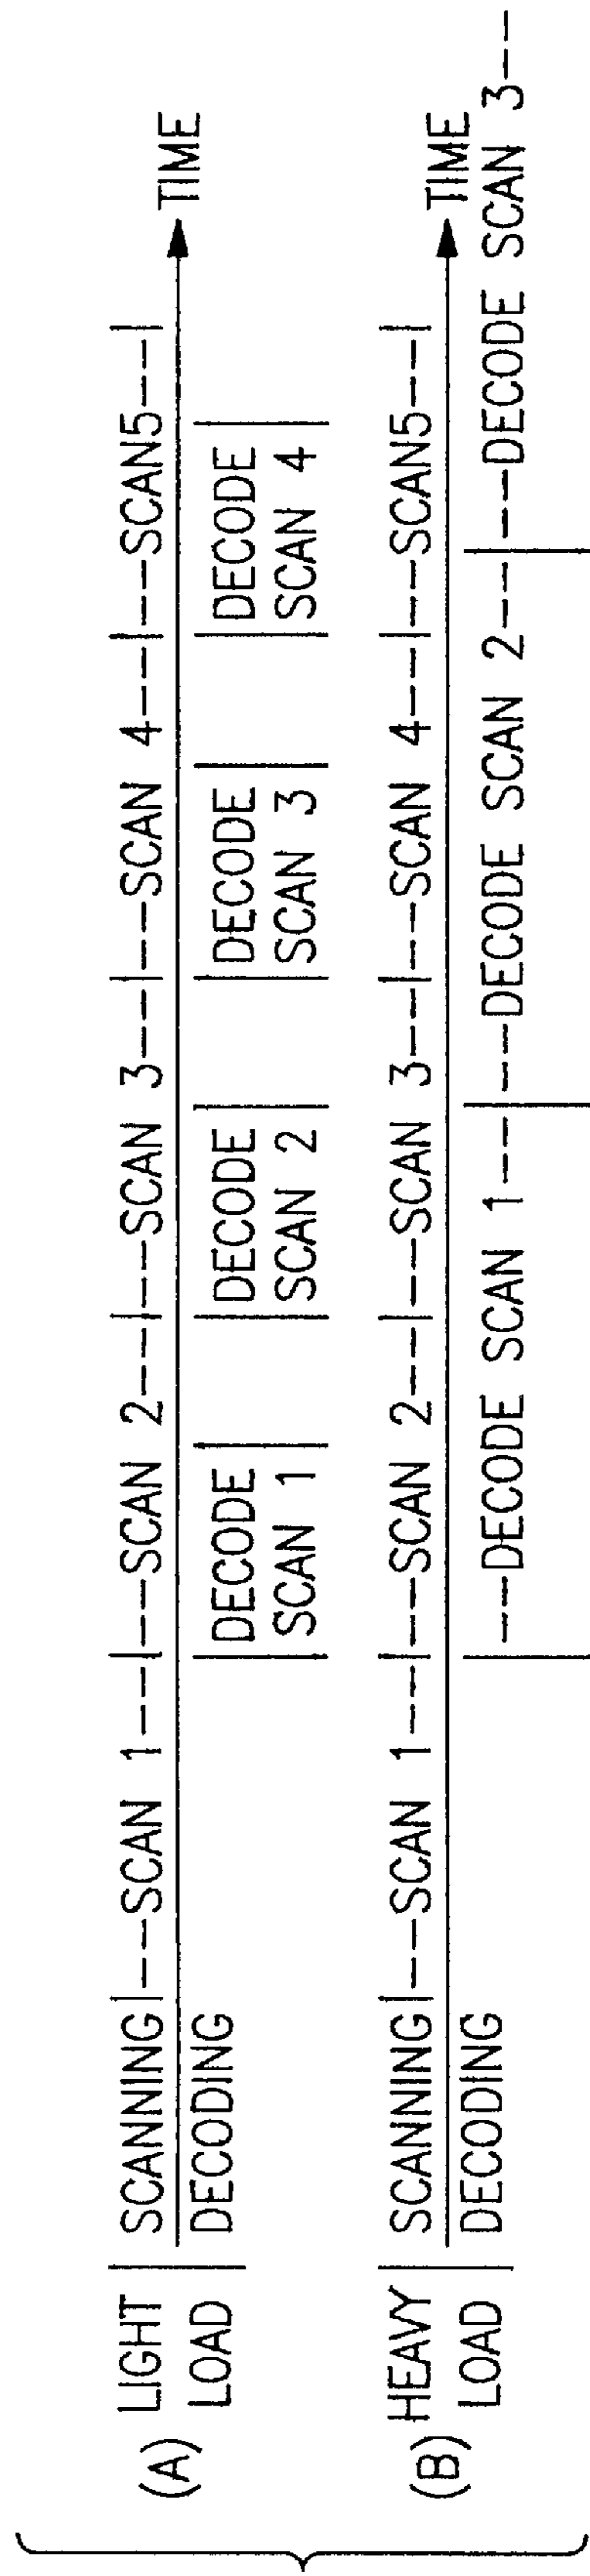 (A) LIGHT LOAD
SCANNING |---SCAN 1---|---SCAN 2---|---SCAN 3---|---SCAN 4---|---SCAN5---|
TIME
DECODING
DECODE SCAN 1
DECODE SCAN 2
DECODE SCAN 3
DECODE SCAN 4
(B) HEAVY LOAD
SCANNING |---SCAN 1---|---SCAN 2---|---SCAN 3---|---SCAN 4---|---SCAN5---|
TIME
DECODING
---DECODE SCAN 1--- ---DECODE SCAN 2--- ---DECODE SCAN 3--